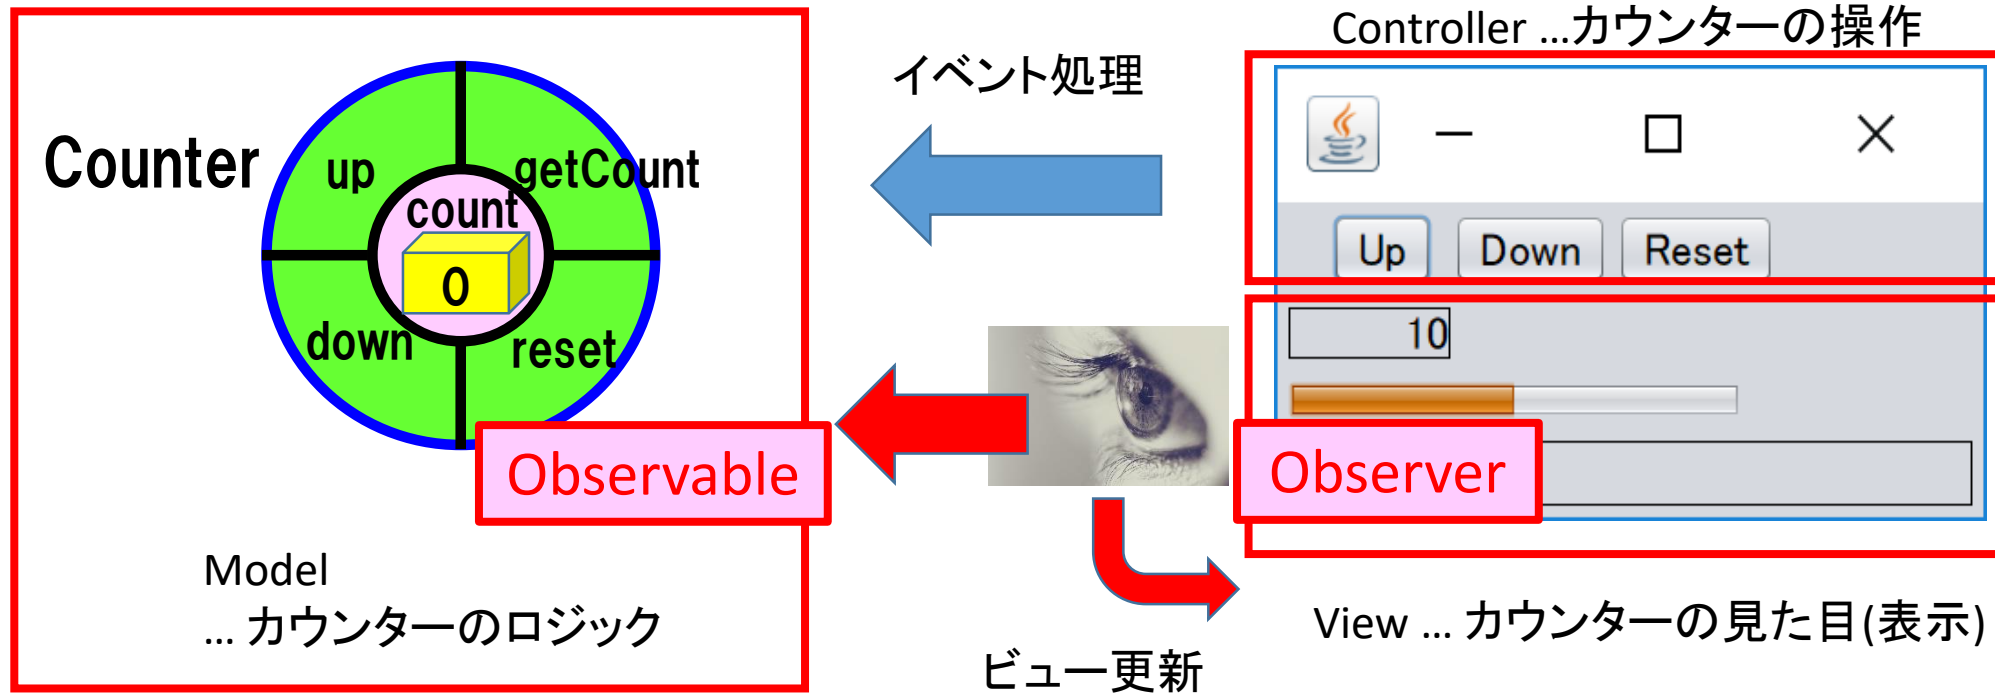 Controller ...カウンターの操作
イベント処理
Counter
up
getCount
count
0
down
reset
Up
Down
Reset
10
Observable
Observer
Model
... カウンターのロジック
View ... カウンターの見た目(表示)
ビュー更新